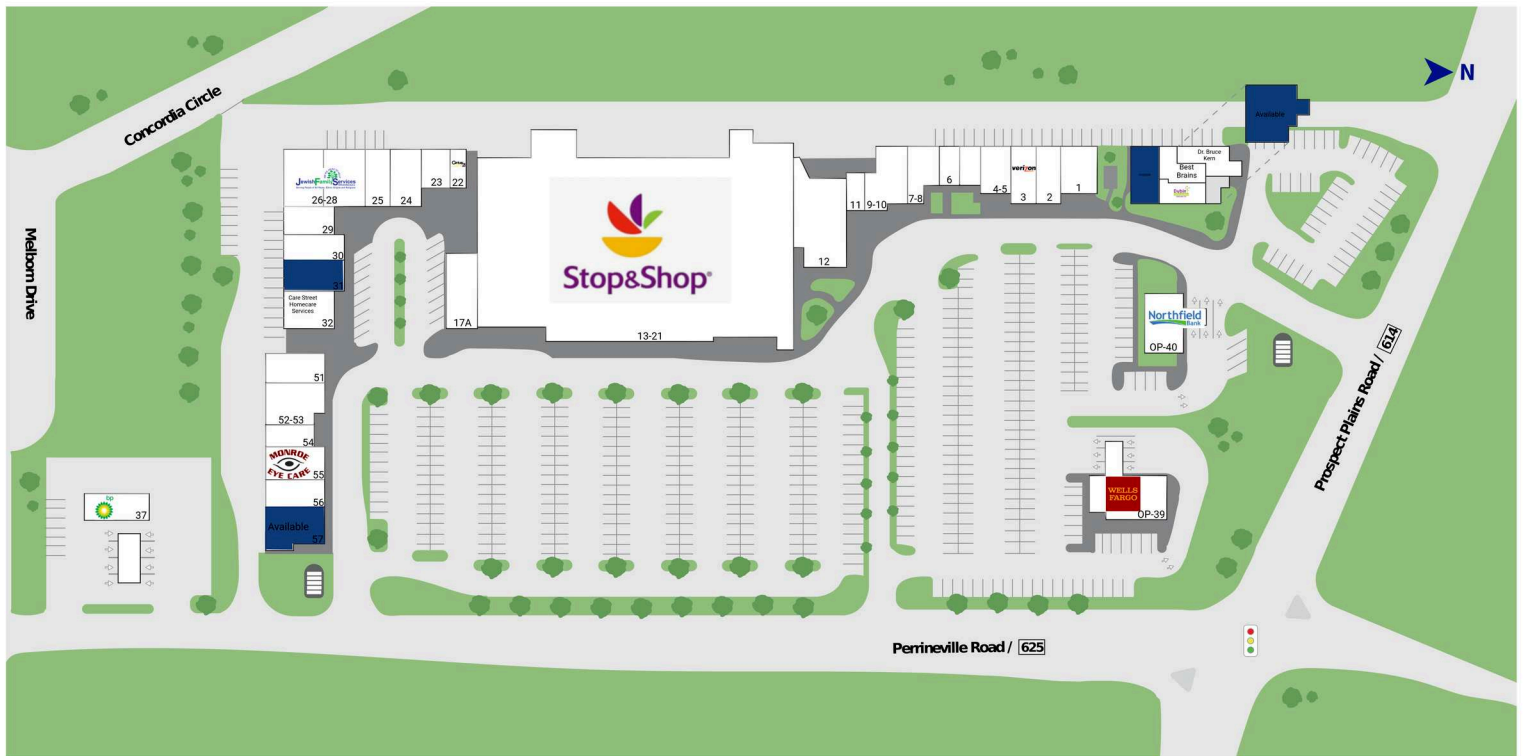 Concordia Circle
N
Available
Melborn Drive
Jewish Family Services
26-28
25
24
23
22
29
30
31
Care Street
Homecare
Services
32
17A
Stop&Shop®
13-21
12
11
9-10
7-8
6
4-5
verizon
3
2
1
Dr. Bruce
Kern
Best
Brains
Northfield
Bank
OP-40
Prospect Plains Road / 614
51
52-53
54
MONROE
EYE CARE
55
56
Available
57
bp
37
WELLS
FARGO
OP-39
Perrineville Road / 625